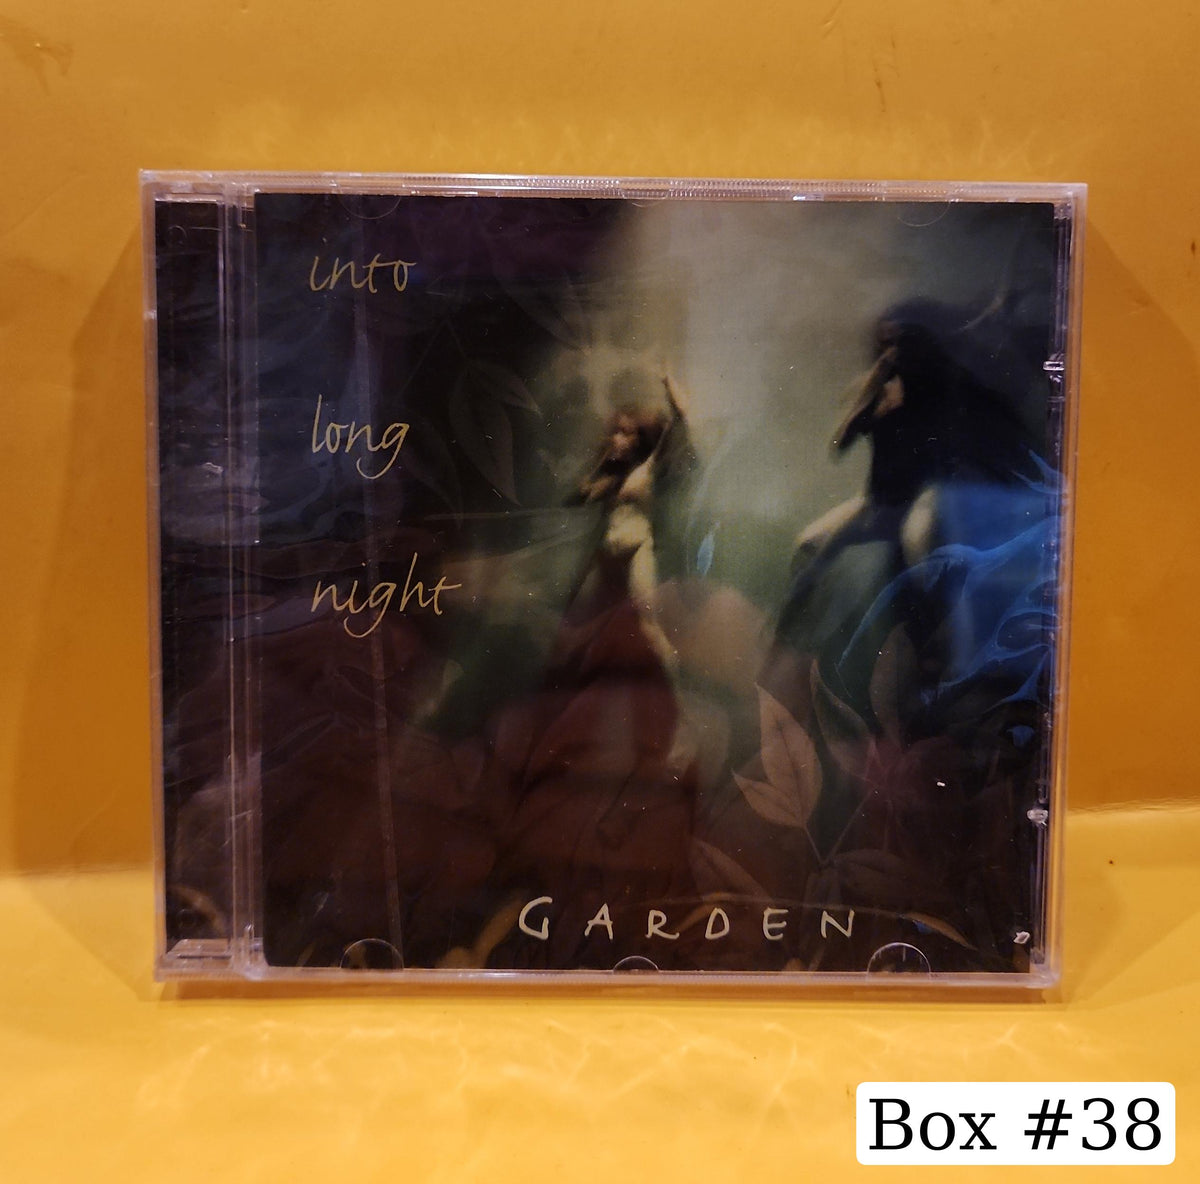 into
long
night
GARDEN
Box #38